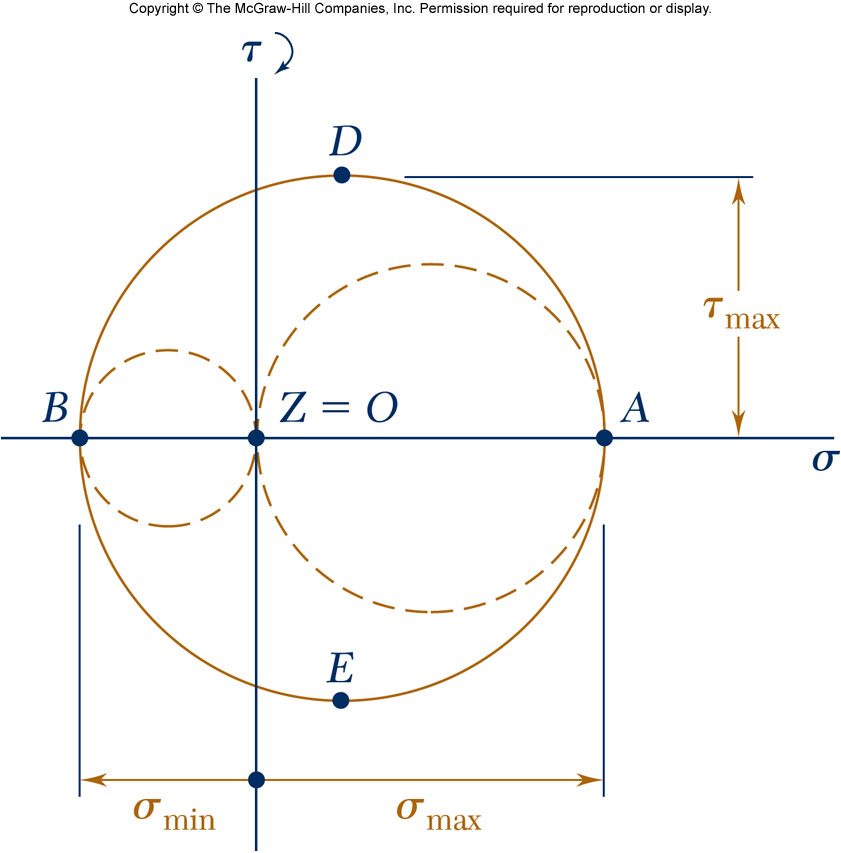 Copyright © The McGraw-Hill Companies, Inc. Permission required for reproduction or display.
τ
D
τmax
B
Z = O
A
σ
E
σmin
σmax